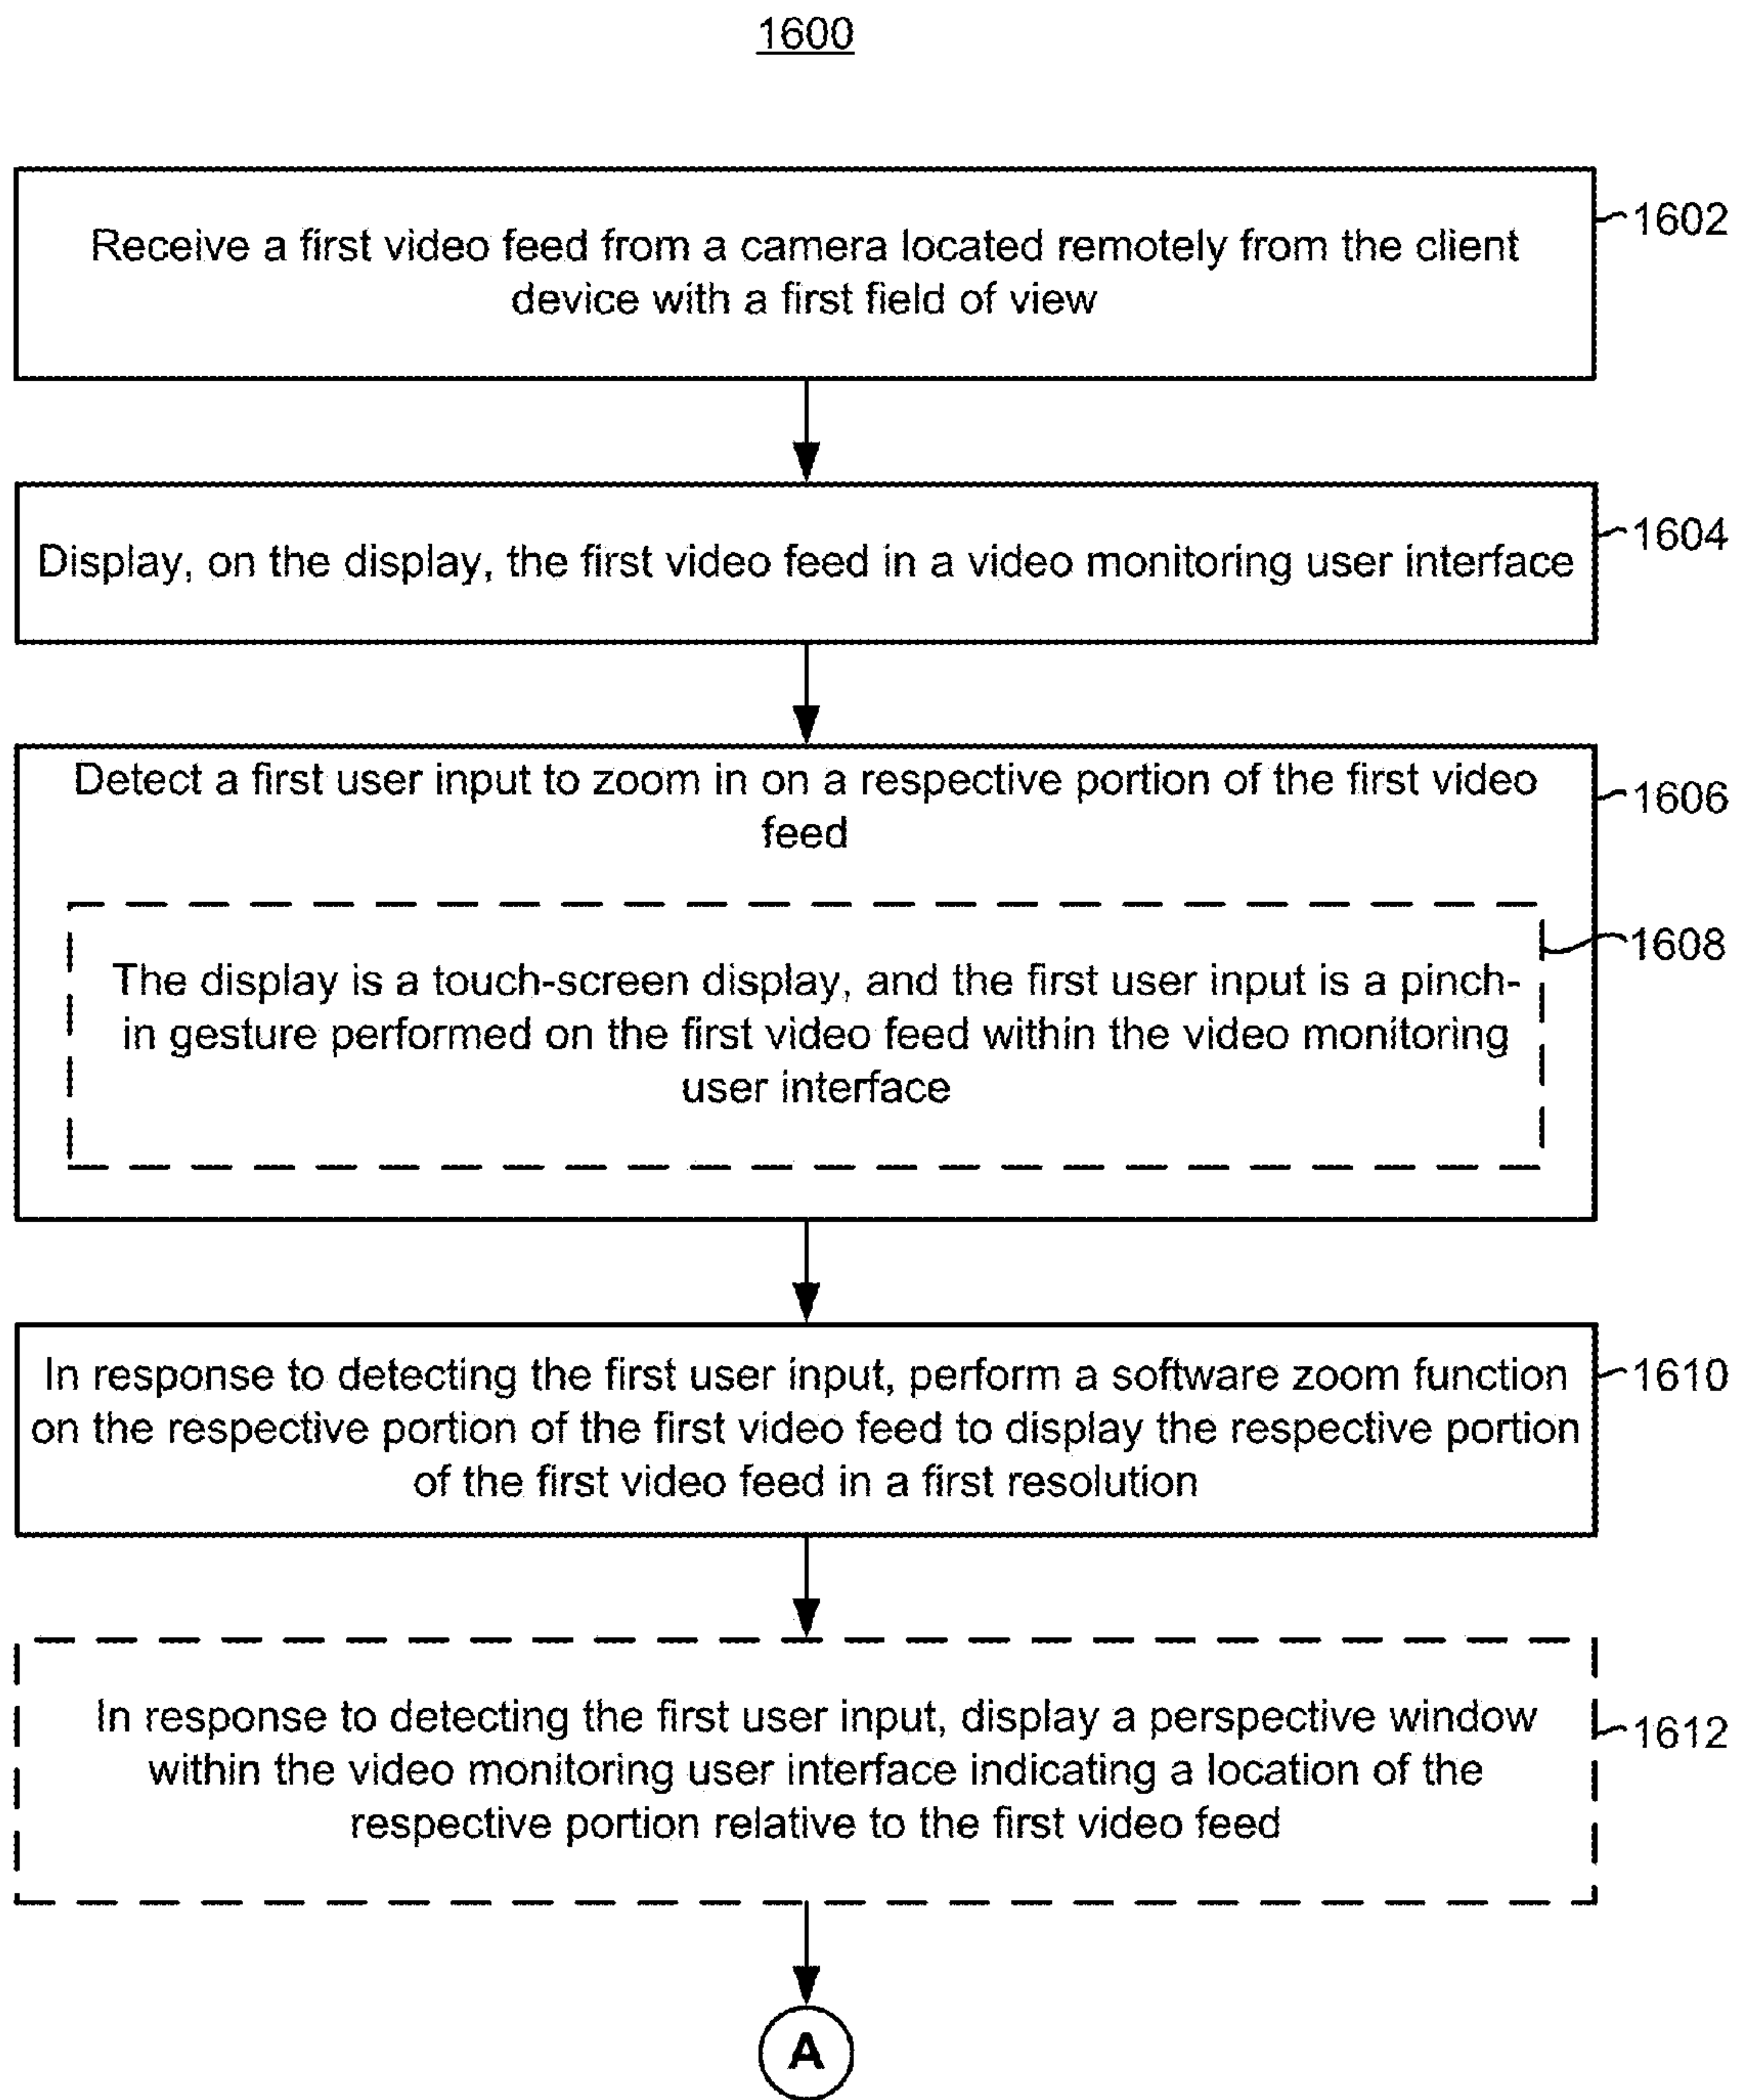 1600
Receive a first video feed from a camera located remotely from the client
device with a first field of view
1602
Display, on the display, the first video feed in a video monitoring user interface
1604
Detect a first user input to zoom in on a respective portion of the first video
feed
1606
The display is a touch-screen display, and the first user input is a pinch-
in gesture performed on the first video feed within the video monitoring
user interface
1608
In response to detecting the first user input, perform a software zoom function
on the respective portion of the first video feed to display the respective portion
of the first video feed in a first resolution
1610
In response to detecting the first user input, display a perspective window
within the video monitoring user interface indicating a location of the
respective portion relative to the first video feed
1612
A